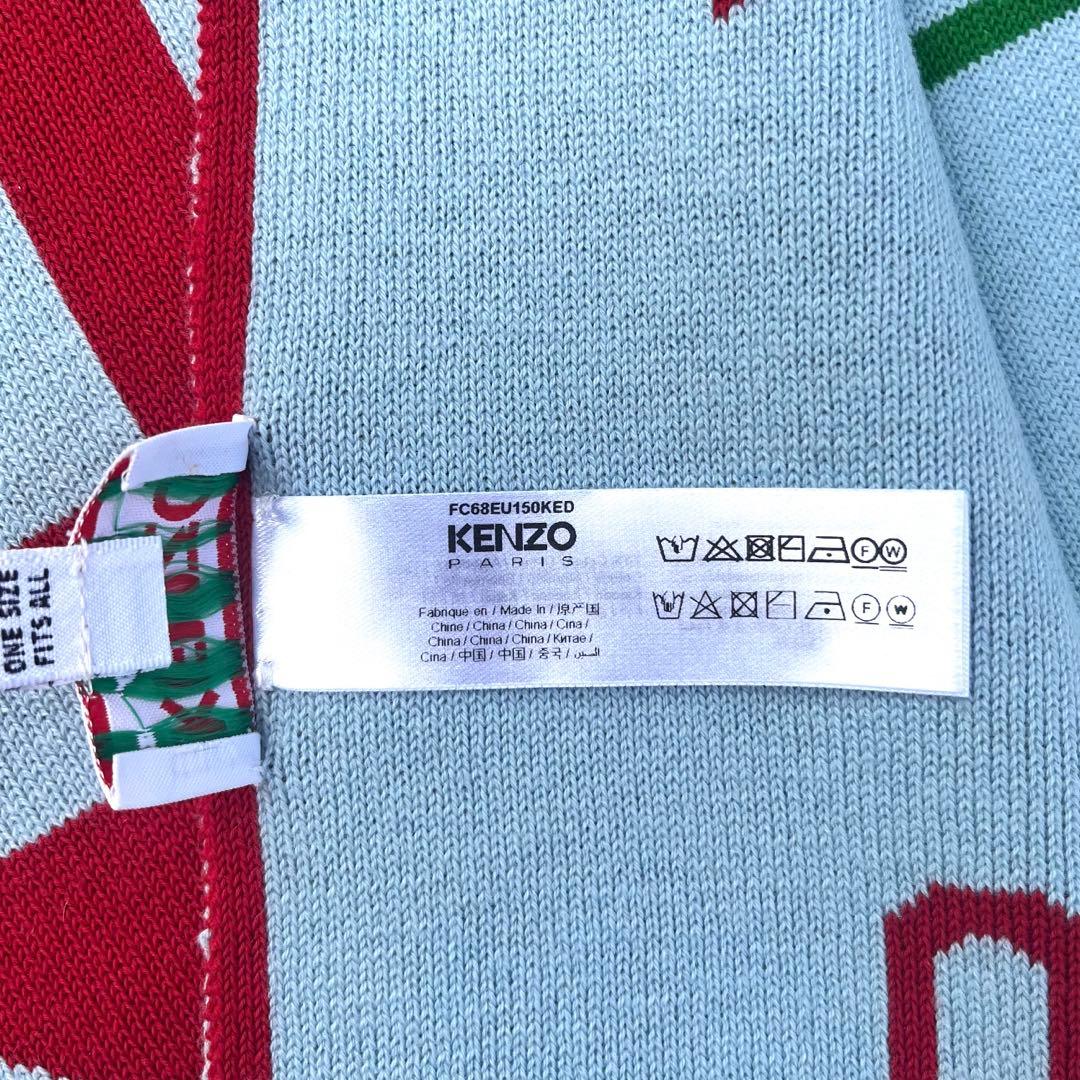 FC68EU150KED
KENZO
PARIS
Fabrique en / Made In / 原产国
Chine / China / China / Cina /
China / China / China / Китае /
Cina / 中国 / 中国 / 중국 / الصين
F W
F W
ONE SIZE
FITS ALL